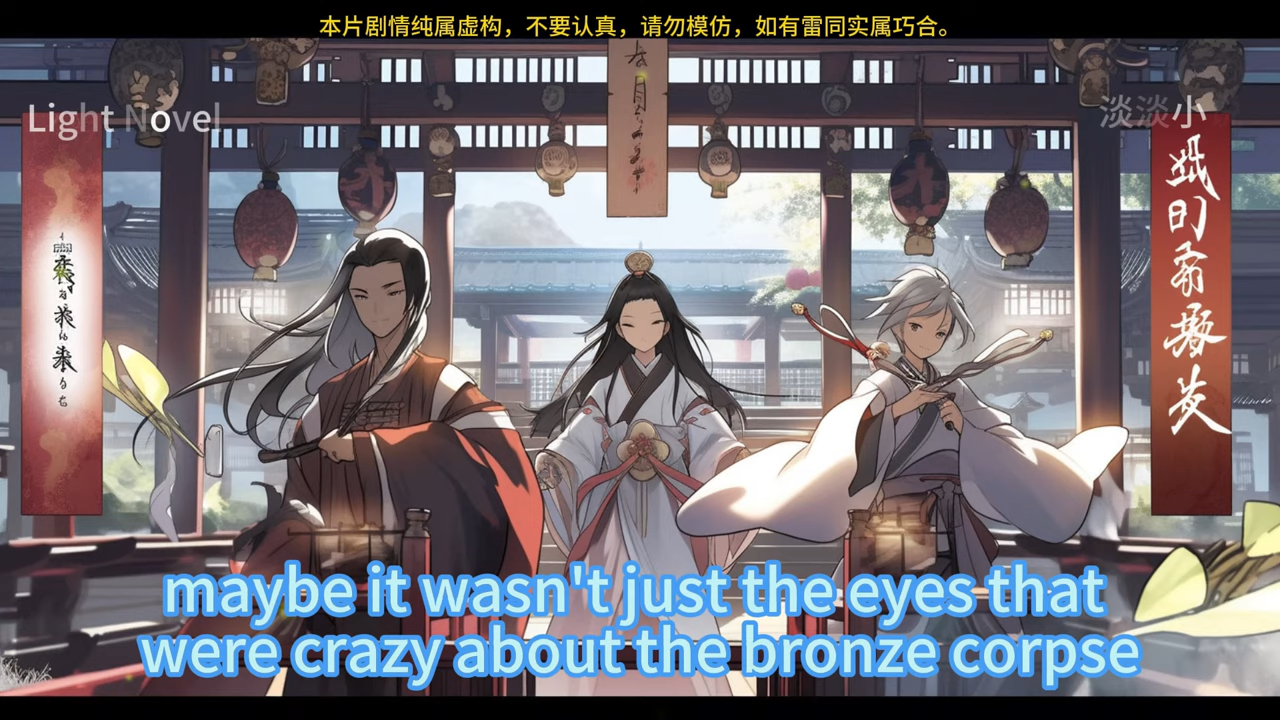 本片剧情纯属虚构，不要认真，请勿模仿，如有雷同实属巧合。
Light Novel
淡淡小
maybe it wasn't just the eyes that
were crazy about the bronze corpse